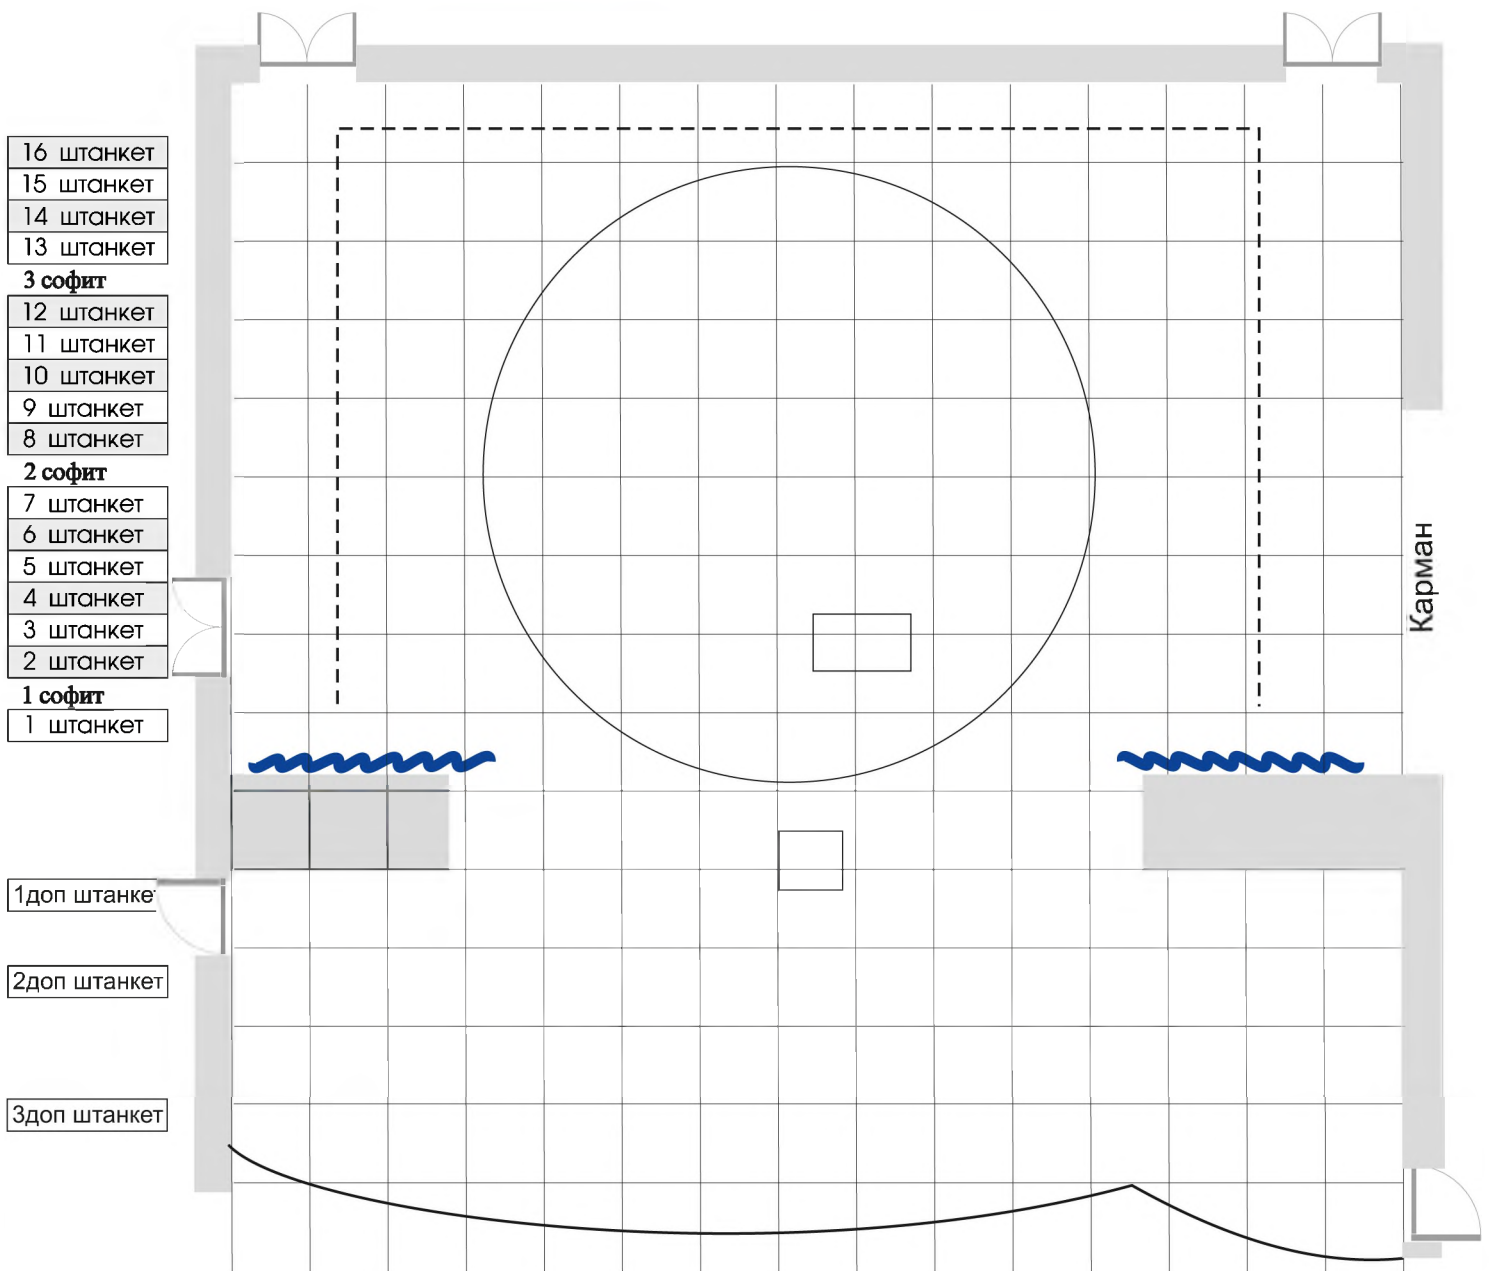 16 штанкет
15 штанкет
14 штанкет
13 штанкет
3 софит
12 штанкет
11 штанкет
10 штанкет
9 штанкет
8 штанкет
2 софит
7 штанкет
6 штанкет
5 штанкет
4 штанкет
3 штанкет
2 штанкет
1 софит
1 штанкет
1доп штанке
2доп штанкет
3доп штанкет
Карман